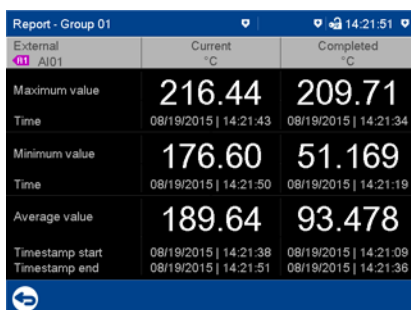 Report - Group 01 14:21:51
External Current Completed
A1 AI01 °C °C
Maximum value 216.44 209.71
Time 08/19/2015 | 14:21:43 08/19/2015 | 14:21:34
Minimum value 176.60 51.169
Time 08/19/2015 | 14:21:50 08/19/2015 | 14:21:19
Average value 189.64 93.478
Timestamp start 08/19/2015 | 14:21:38 08/19/2015 | 14:21:09
Timestamp end 08/19/2015 | 14:21:51 08/19/2015 | 14:21:36